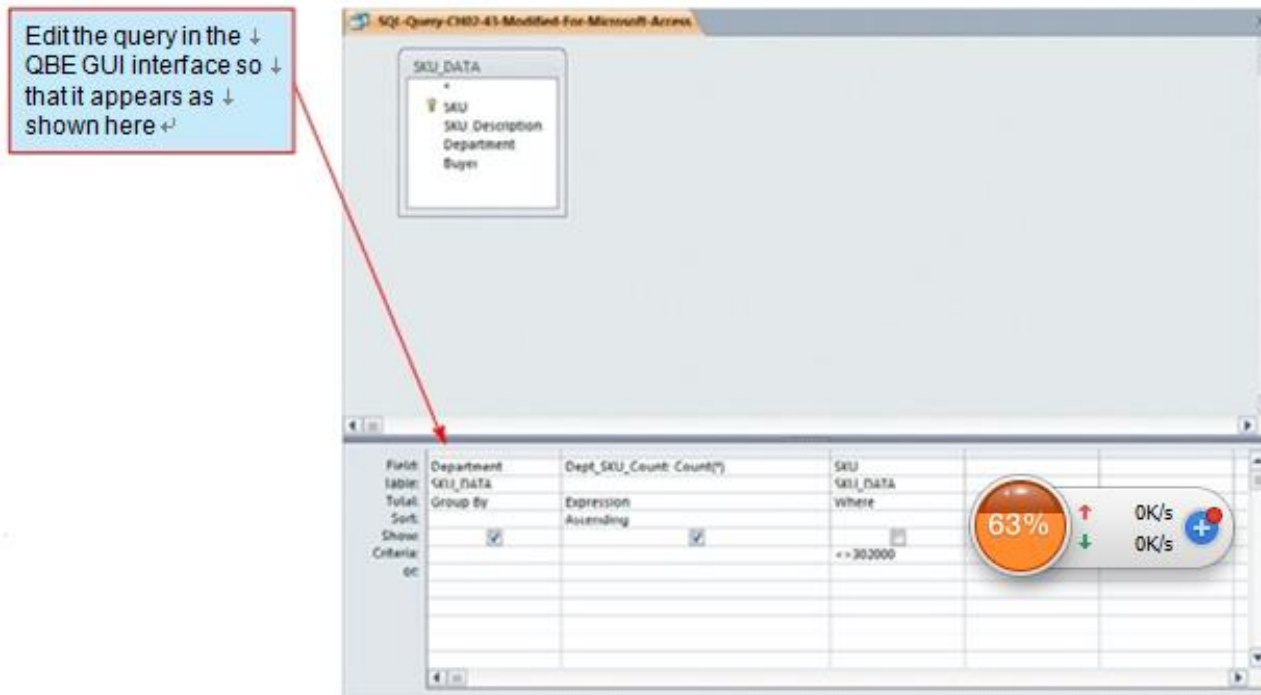 Edit the query in the ↓
QBE GUI interface so ↓
that it appears as ↓
shown here ↵
SQL-Query-CH02-43-Modified-For-Microsoft-Access
SKU_DATA
*
SKU
SKU_Description
Department
Buyer
Field: Department Dept_SKU_Count: Count(*) SKU
Table: SKU_DATA SKU_DATA
Total: Group By Expression Where
Sort: Ascending
Show:
Criteria: <>302000
or:
63%
↑ 0K/s
↓ 0K/s